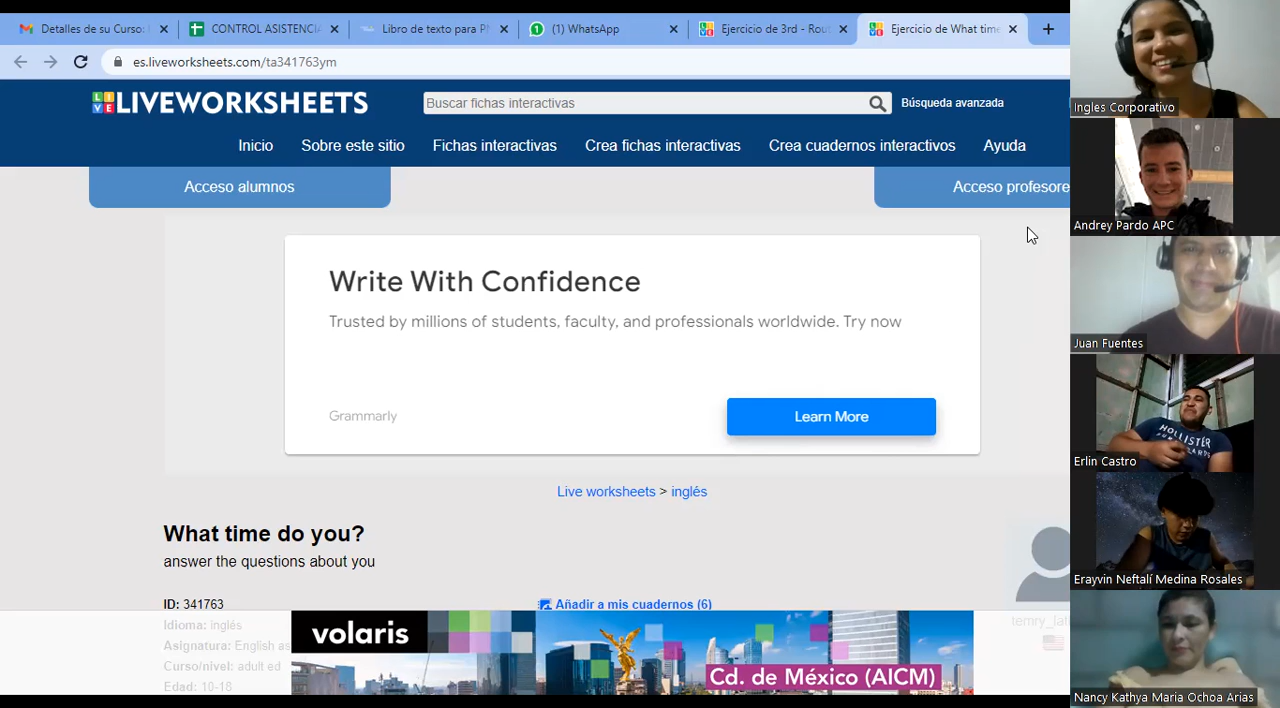 Detalles de su Curso:
CONTROL ASISTENCIA
Libro de texto para P
(1) WhatsApp
Ejercicio de 3rd - Rout
Ejercicio de What time
es.liveworksheets.com/ta341763ym
LIVEWORKSHEETS
Buscar fichas interactivas
Búsqueda avanzada
Inicio
Sobre este sitio
Fichas interactivas
Crea fichas interactivas
Crea cuadernos interactivos
Ayuda
Acceso alumnos
Acceso profesore
Write With Confidence
Trusted by millions of students, faculty, and professionals worldwide. Try now
Grammarly
Learn More
Live worksheets > inglés
What time do you?
answer the questions about you
ID: 341763
Añadir a mis cuadernos (6)
Idioma: inglés
Asignatura: English as
Curso/nivel: adult ed
Edad: 10-18
volaris
Cd. de México (AICM)
Ingles Corporativo
Andrey Pardo APC
Juan Fuentes
HOLLISTER
Erlin Castro
Erayvin Neftalí Medina Rosales
Nancy Kathya Maria Ochoa Arias